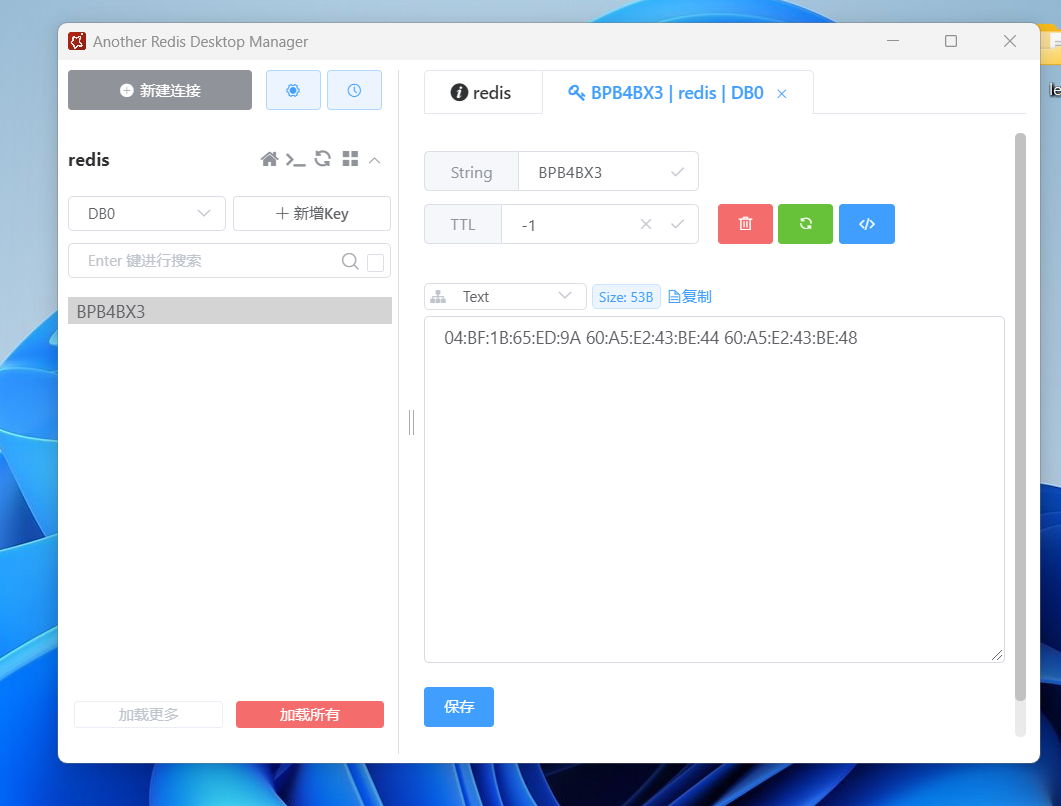 Another Redis Desktop Manager
新建连接
redis
DB0
新增Key
Enter 键进行搜索
BPB4BX3
加载更多
加载所有
redis
BPB4BX3 | redis | DB0
String
BPB4BX3
TTL
-1
Text
Size: 53B
复制
04:BF:1B:65:ED:9A 60:A5:E2:43:BE:44 60:A5:E2:43:BE:48
保存
le